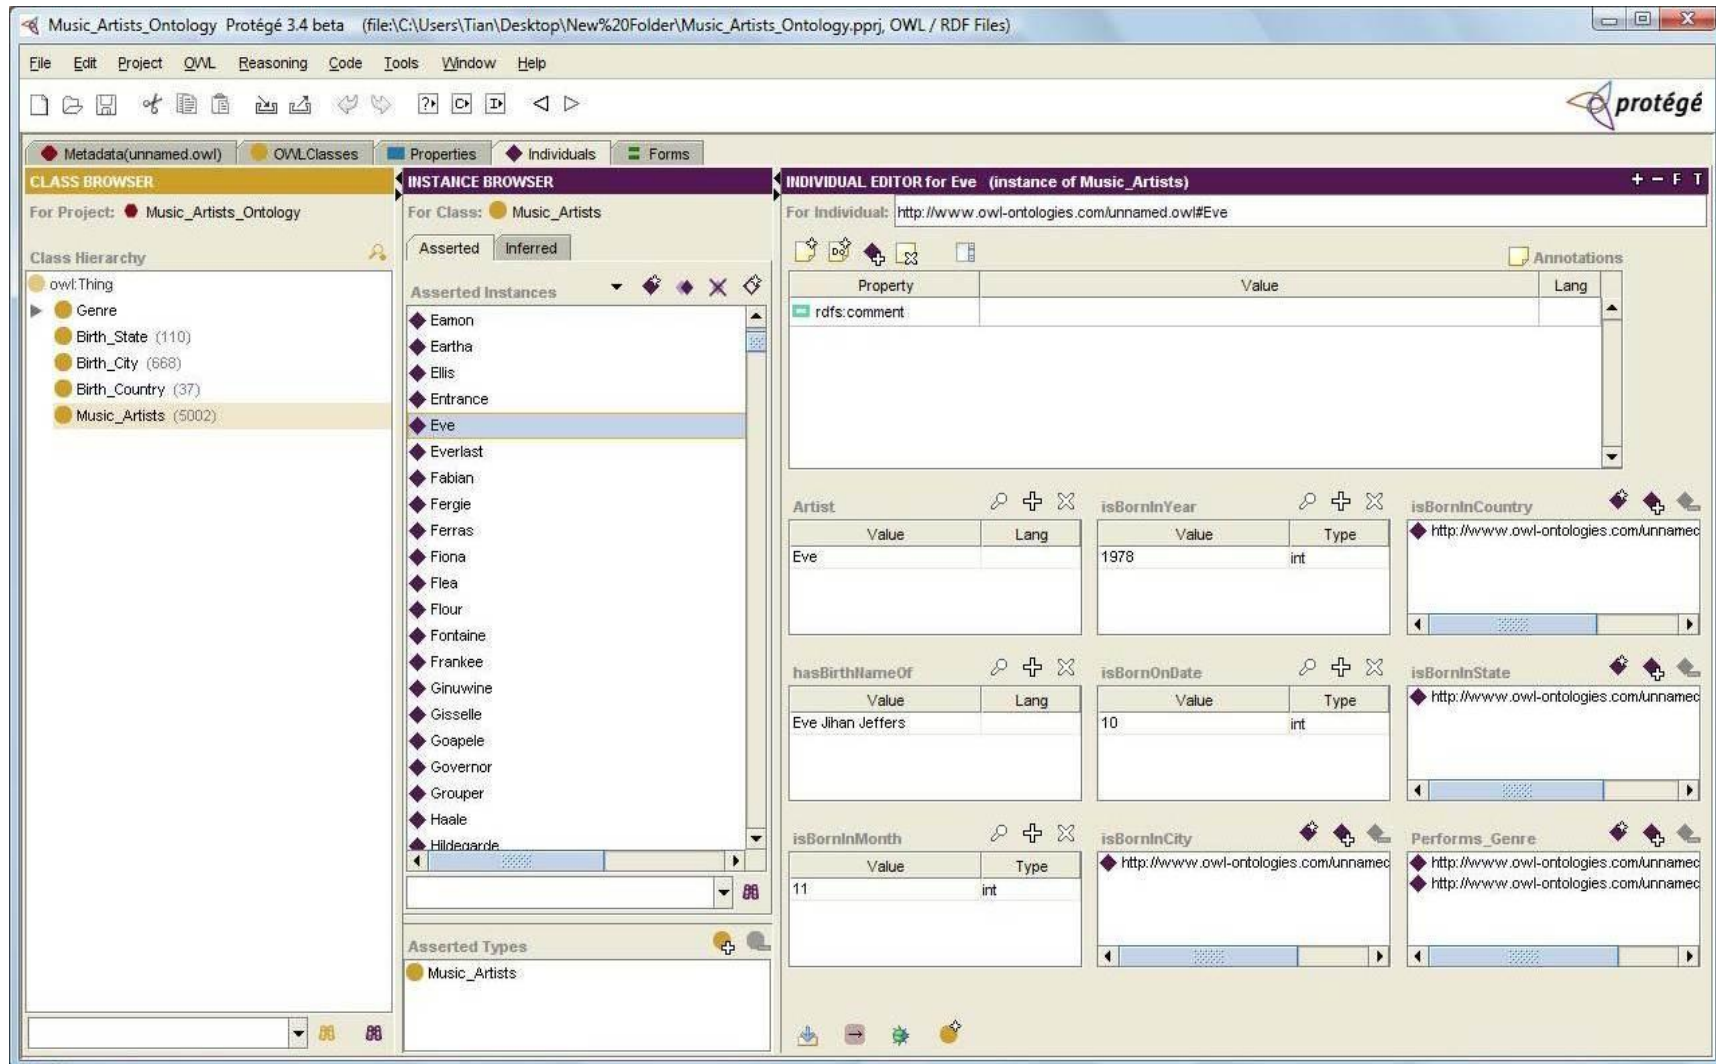 Music_Artists_Ontology Protégé 3.4 beta (file:\C:\Users\Tian\Desktop\New%20Folder\Music_Artists_Ontology.pprj, OWL / RDF Files)
File Edit Project OWL Reasoning Code Tools Window Help
protégé
Metadata(unnamed.owl) OWLClasses Properties Individuals Forms
CLASS BROWSER
For Project: Music_Artists_Ontology
Class Hierarchy
owl:Thing
Genre
Birth_State (110)
Birth_City (668)
Birth_Country (37)
Music_Artists (5002)
INSTANCE BROWSER
For Class: Music_Artists
Asserted Inferred
Asserted Instances
Eamon
Eartha
Ellis
Entrance
Eve
Everlast
Fabian
Fergie
Ferras
Fiona
Flea
Flour
Fontaine
Frankee
Ginuwine
Gisselle
Goapele
Governor
Grouper
Haale
Hildegarde
Asserted Types
Music_Artists
INDIVIDUAL EDITOR for Eve (instance of Music_Artists) + − F T
For Individual: http://www.owl-ontologies.com/unnamed.owl#Eve
Annotations
Property Value Lang
rdfs:comment
Artist
Value Lang
Eve
isBornInYear
Value Type
1978 int
isBornInCountry
http://www.owl-ontologies.com/unnamed
hasBirthNameOf
Value Lang
Eve Jihan Jeffers
isBornOnDate
Value Type
10 int
isBornInState
http://www.owl-ontologies.com/unnamed
isBornInMonth
Value Type
11 int
isBornInCity
http://www.owl-ontologies.com/unnamed
Performs_Genre
http://www.owl-ontologies.com/unnamed
http://www.owl-ontologies.com/unnamed